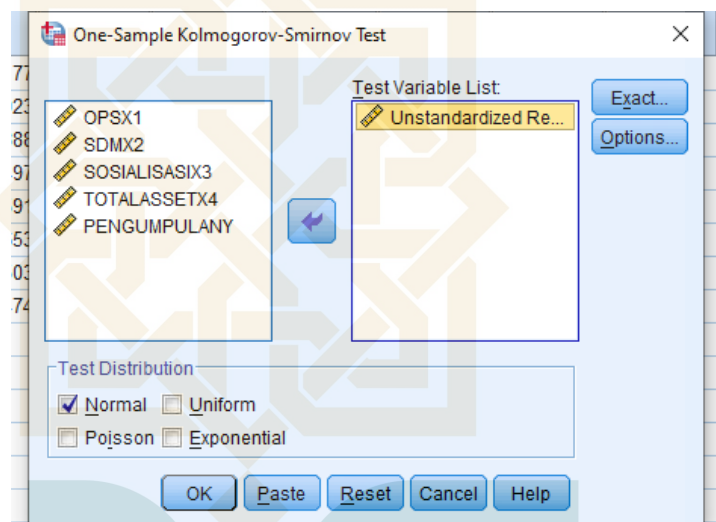 One-Sample Kolmogorov-Smirnov Test
Test Variable List:
OPSX1
SDMX2
SOSIALISASIX3
TOTALASSETX4
PENGUMPULANY
Unstandardized Re...
Exact...
Options...
Test Distribution
Normal Uniform
Poisson Exponential
OK Paste Reset Cancel Help